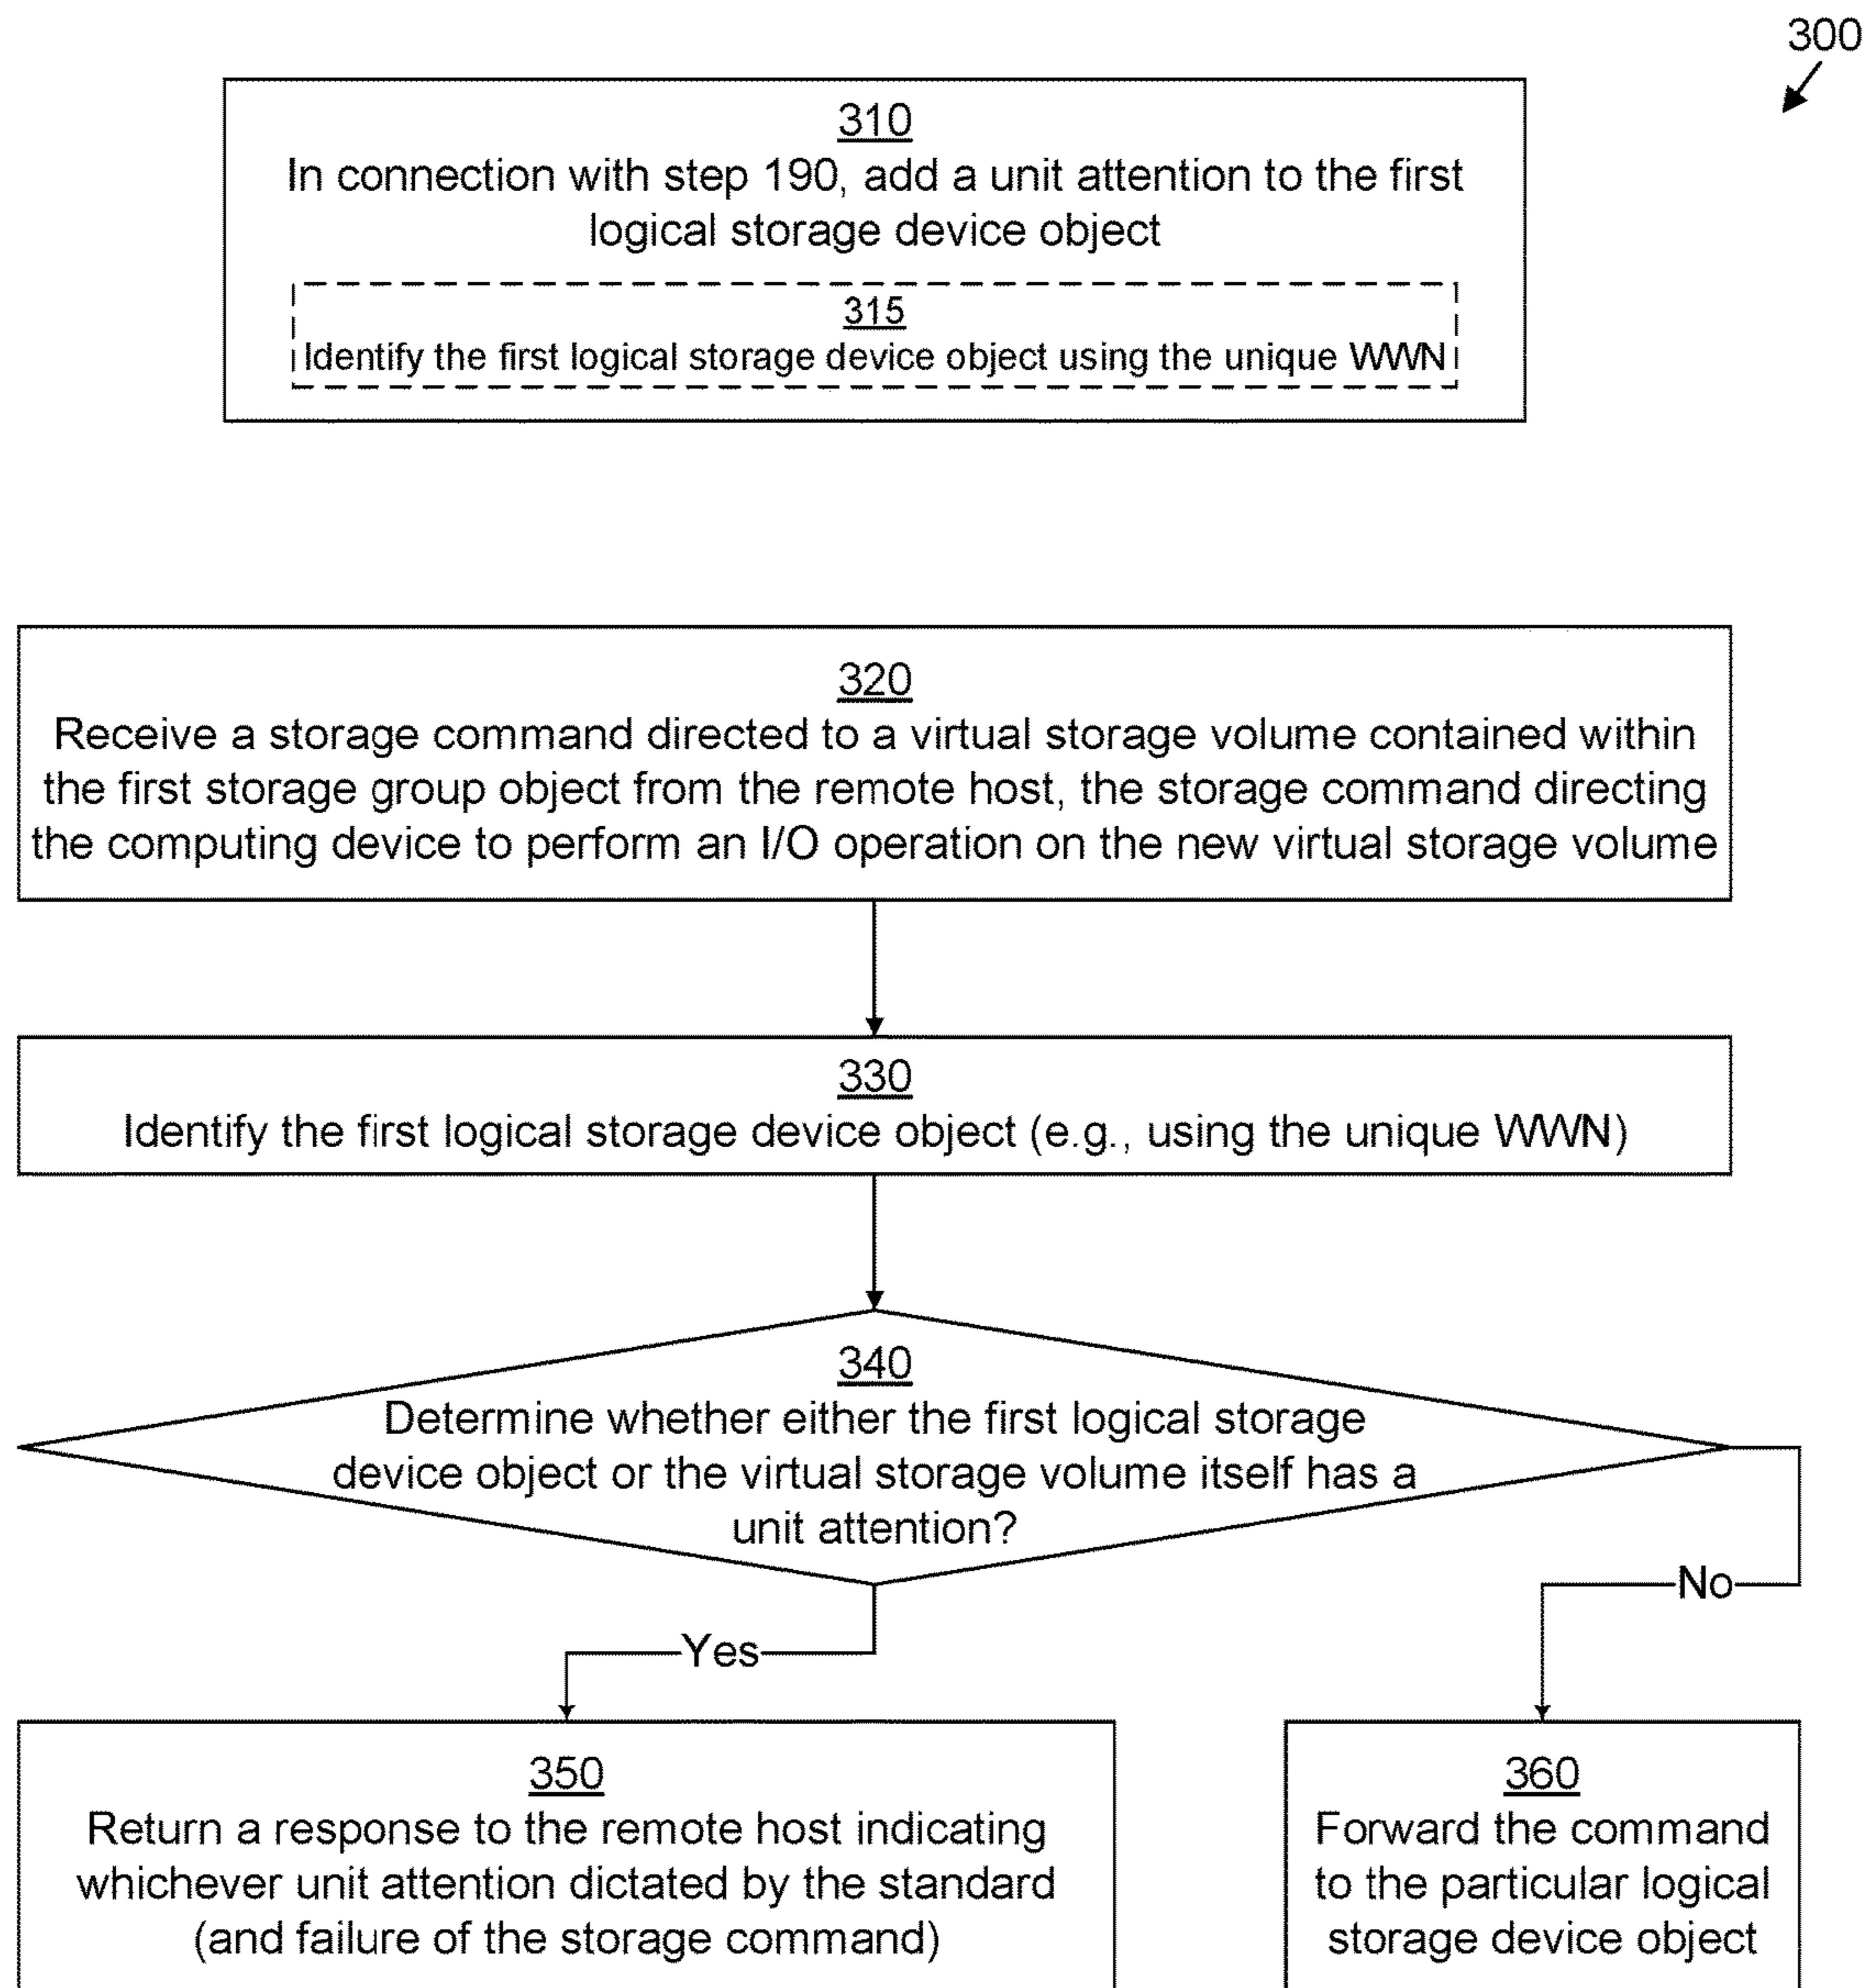 300
310
In connection with step 190, add a unit attention to the first
logical storage device object
315
Identify the first logical storage device object using the unique WWN
320
Receive a storage command directed to a virtual storage volume contained within
the first storage group object from the remote host, the storage command directing
the computing device to perform an I/O operation on the new virtual storage volume
330
Identify the first logical storage device object (e.g., using the unique WWN)
340
Determine whether either the first logical storage
device object or the virtual storage volume itself has a
unit attention?
No
Yes
350
Return a response to the remote host indicating
whichever unit attention dictated by the standard
(and failure of the storage command)
360
Forward the command
to the particular logical
storage device object